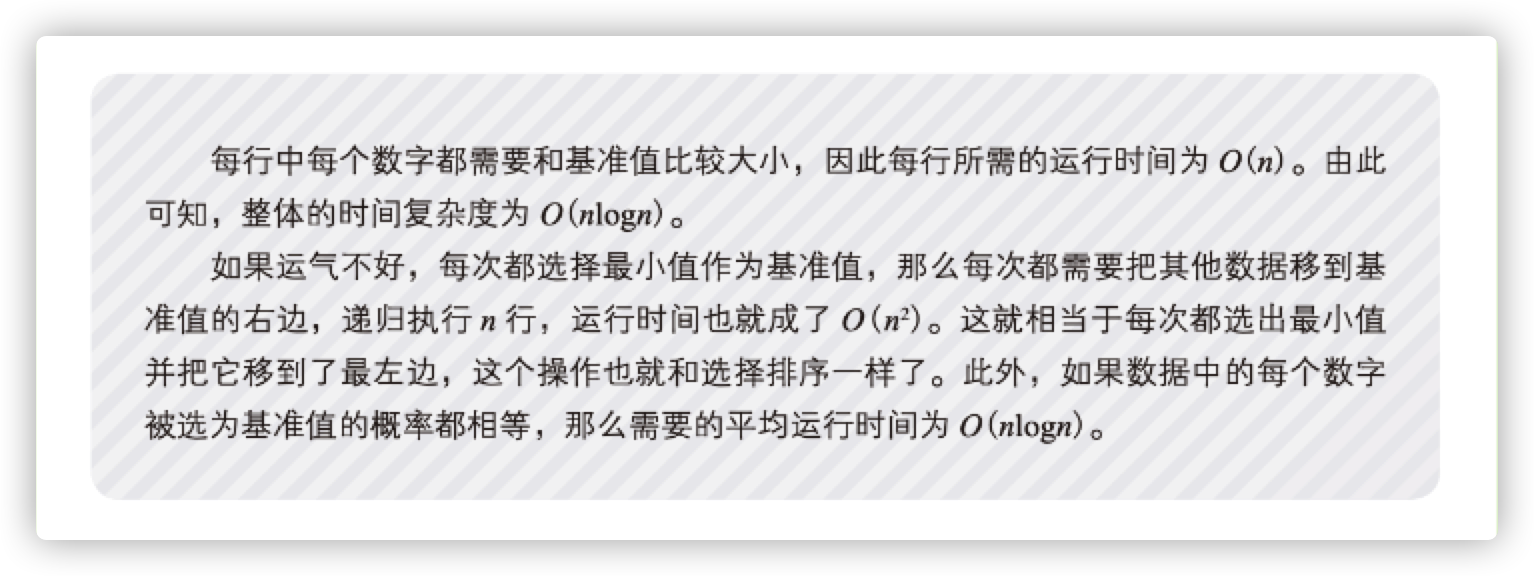 每行中每个数字都需要和基准值比较大小，因此每行所需的运行时间为 O(n)。由此
可知，整体的时间复杂度为 O(nlogn)。
如果运气不好，每次都选择最小值作为基准值，那么每次都需要把其他数据移到基
准值的右边，递归执行 n 行，运行时间也就成了 O(n²)。这就相当于每次都选出最小值
并把它移到了最左边，这个操作也就和选择排序一样了。此外，如果数据中的每个数字
被选为基准值的概率都相等，那么需要的平均运行时间为 O(nlogn)。